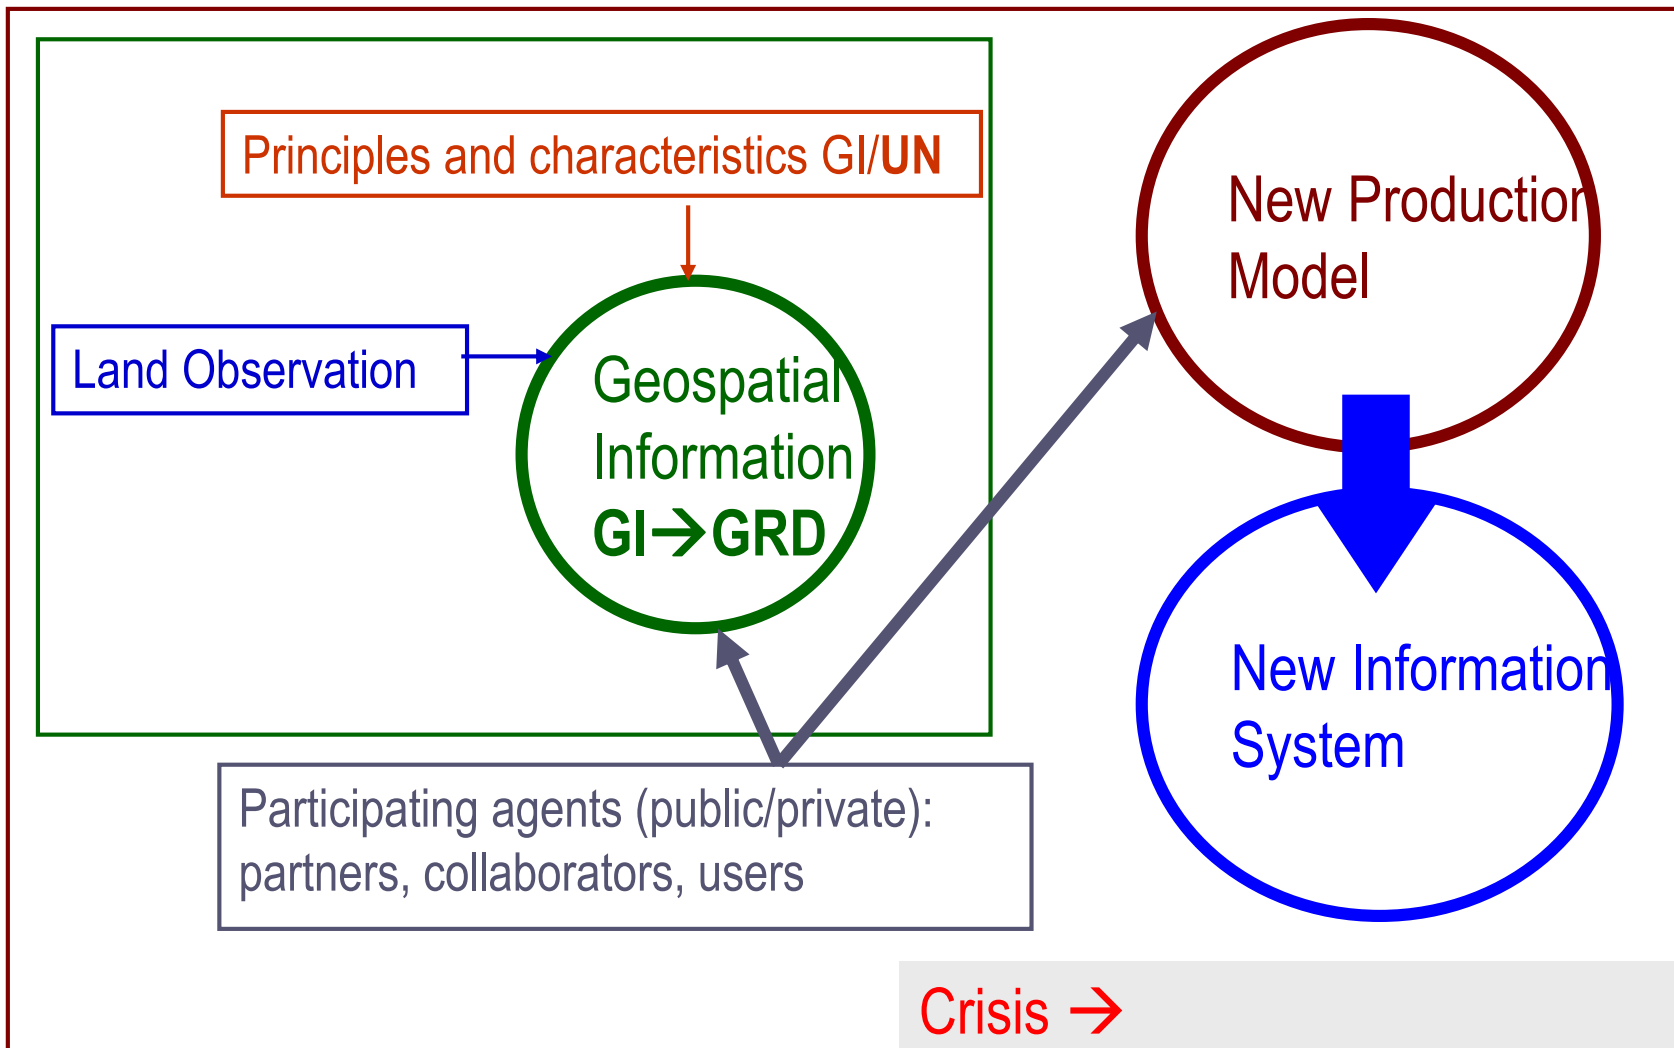 Principles and characteristics GI/UN
Land Observation
Geospatial
Information
GI→GRD
New Production
Model
New Information
System
Participating agents (public/private):
partners, collaborators, users
Crisis →